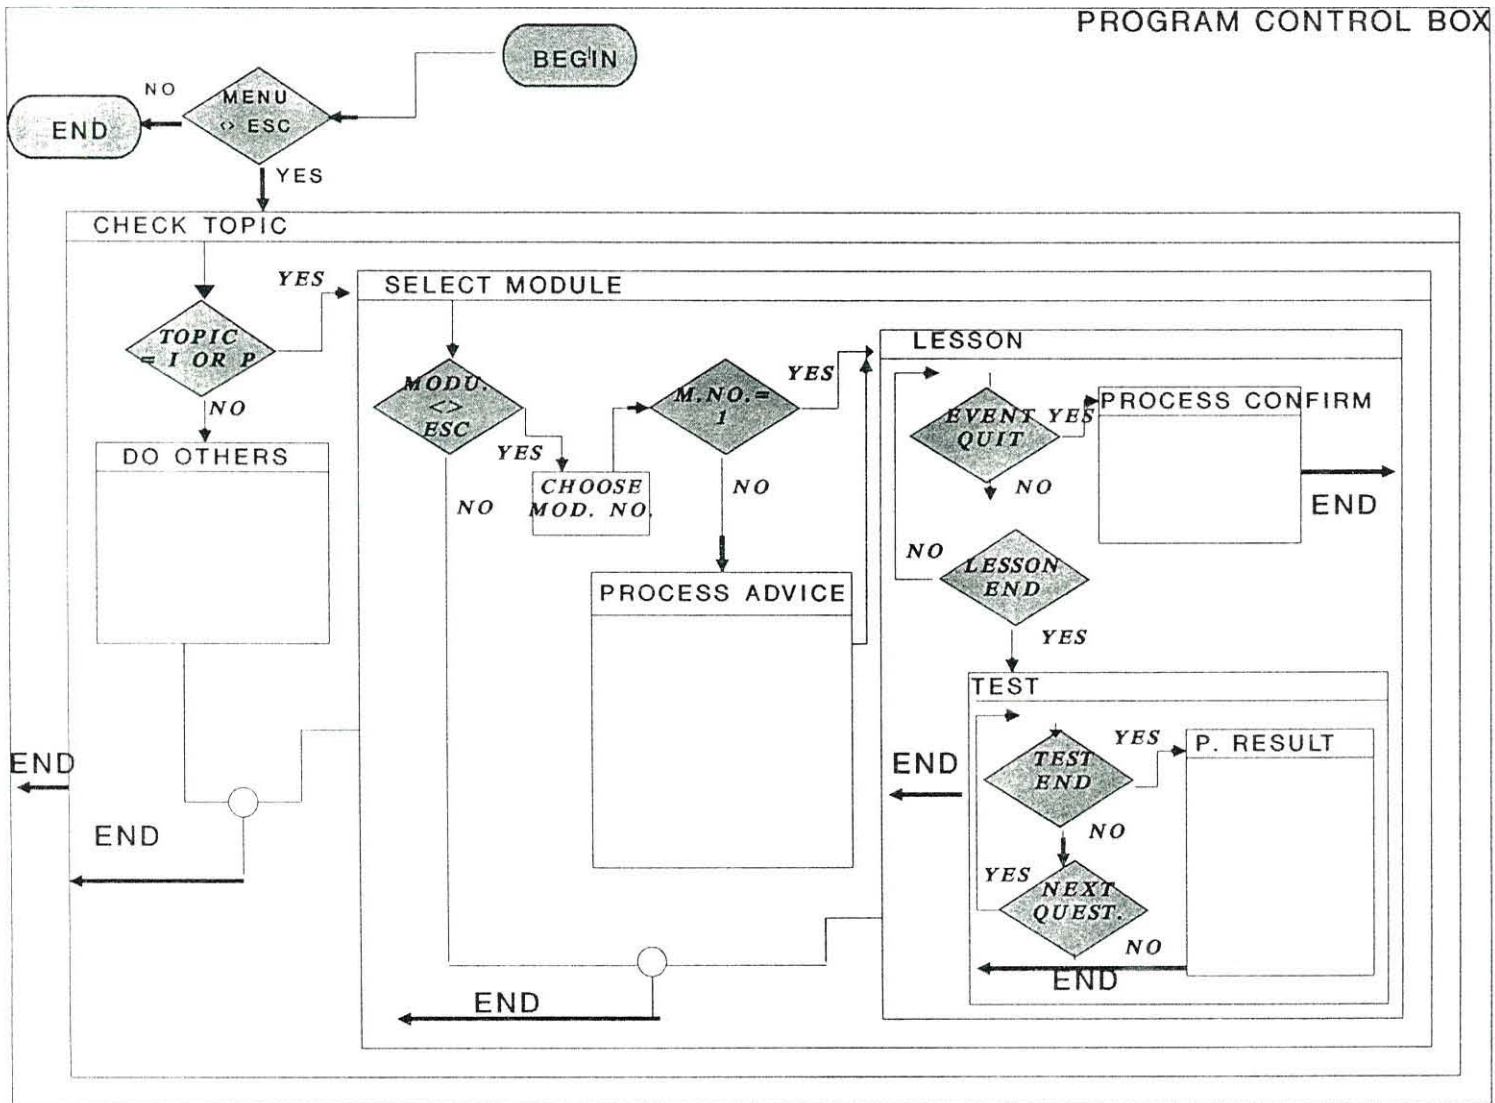 PROGRAM CONTROL BOX
BEGIN
NO
MENU
<> ESC
END
YES
CHECK TOPIC
YES
SELECT MODULE
TOPIC
= I OR P
NO
DO OTHERS
MODU.
<>
ESC
YES
NO
CHOOSE
MOD. NO.
M.NO.=
1
YES
NO
PROCESS ADVICE
LESSON
EVENT
QUIT
YES
PROCESS CONFIRM
NO
END
NO
LESSON
END
YES
TEST
TEST
END
YES
P. RESULT
NO
YES
NEXT
QUEST.
NO
END
END
END
END
END